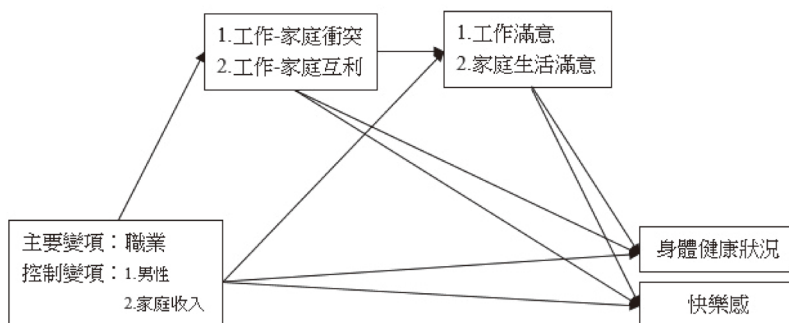 1.工作-家庭衝突
2.工作-家庭互利
1.工作滿意
2.家庭生活滿意
主要變項：職業
控制變項：1.男性
2.家庭收入
身體健康狀況
快樂感